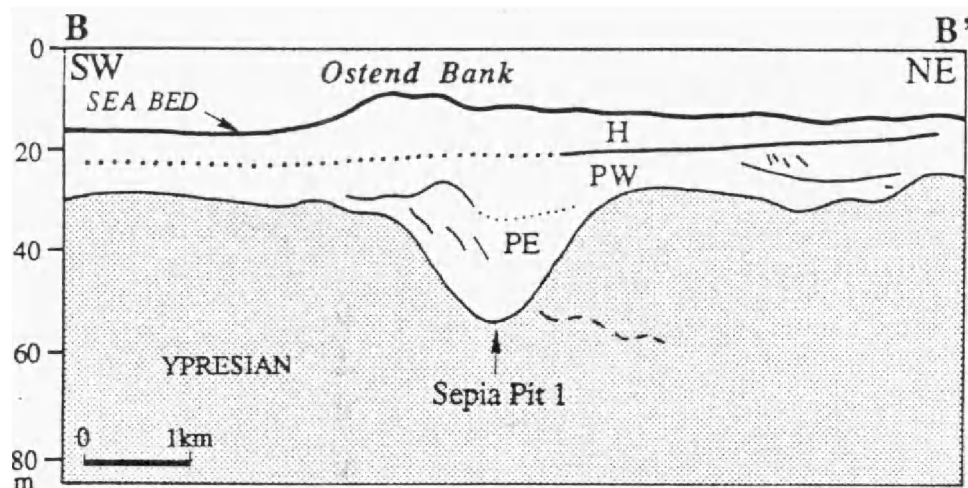 B B'
0
SW Ostend Bank NE
SEA BED
H
20
PW
PE
40
60
YPRESIAN
Sepia Pit 1
0 1km
80
m